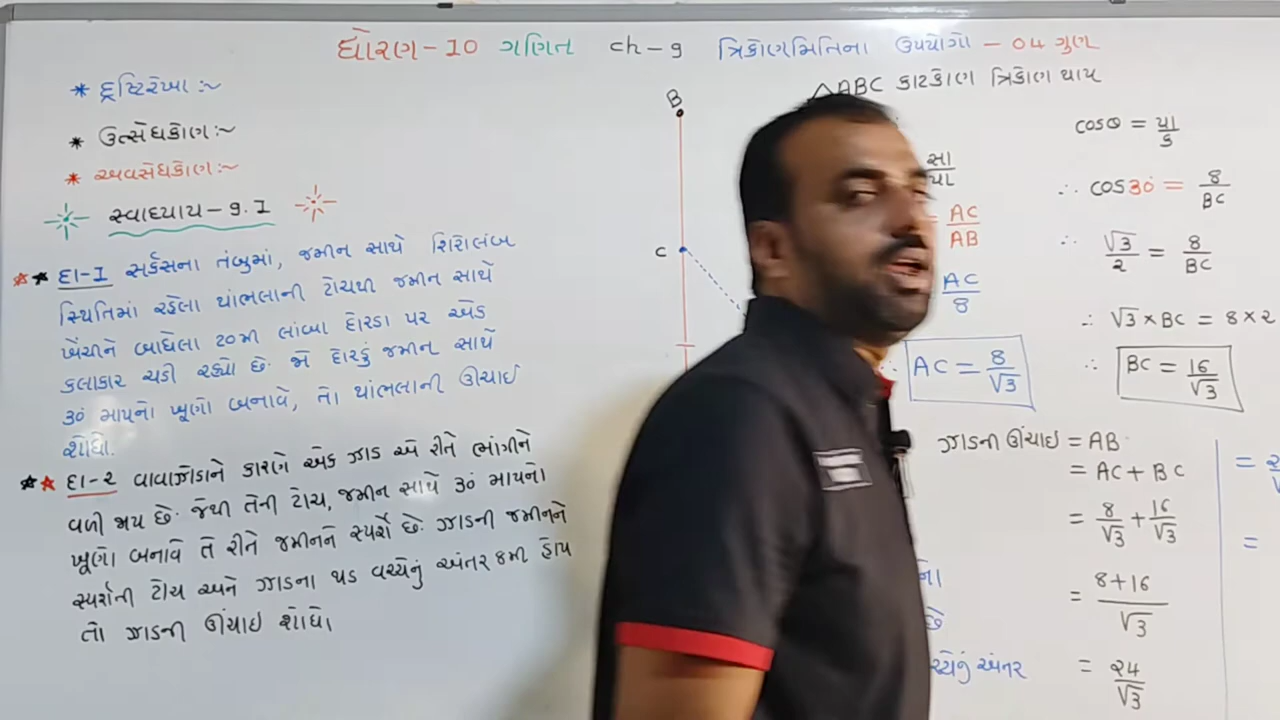 ધોરણ-10 ગણિત ch-9 ત્રિકોણમિતિના ઉપયોગો - 04 ગુણ
* દ્રષ્ટિરેખા :~
* ઉત્સેધકોણ :~
* અવસેધકોણ :~
સ્વાધ્યાય - 9.1
દા-1 સર્કસના તંબુમાં, જમીન સાથે શિરોલંબ
સ્થિતિમાં રહેલા થાંભલાની ટોચથી જમીન સાથે
ખેંચીને બાંધેલા 20મી લાંબા દોરડા પર એક
કલાકાર ચડી રહ્યો છે. જો દોરડું જમીન સાથે
30 માપનો ખૂણો બનાવે, તો થાંભલાની ઊંચાઇ
શોધો.
દા-2 વાવાઝોડાને કારણે એક ઝાડ એ રીતે ભાંગીને
વળી જાય છે. જેથી તેની ટોચ, જમીન સાથે 30 માપનો
ખૂણો બનાવે તે રીતે જમીનને સ્પર્શે છે. ઝાડની જમીનને
સ્પર્શતી ટોચ અને ઝાડના થડ વચ્ચેનું અંતર 8મી હોય
તો ઝાડની ઊંચાઇ શોધો
B
C
△ABC કાટકોણ ત્રિકોણ થાય
સા/પા
AC/AB
AC/8
AC = 8/√3
cosθ = પા/ક
∴ cos30° = 8/BC
∴ √3/2 = 8/BC
∴ √3 × BC = 8 × 2
∴ BC = 16/√3
ઝાડની ઊંચાઇ = AB
= AC + BC
= 8/√3 + 16/√3
= 8+16/√3
= 24/√3
છે
અંતર
=
=